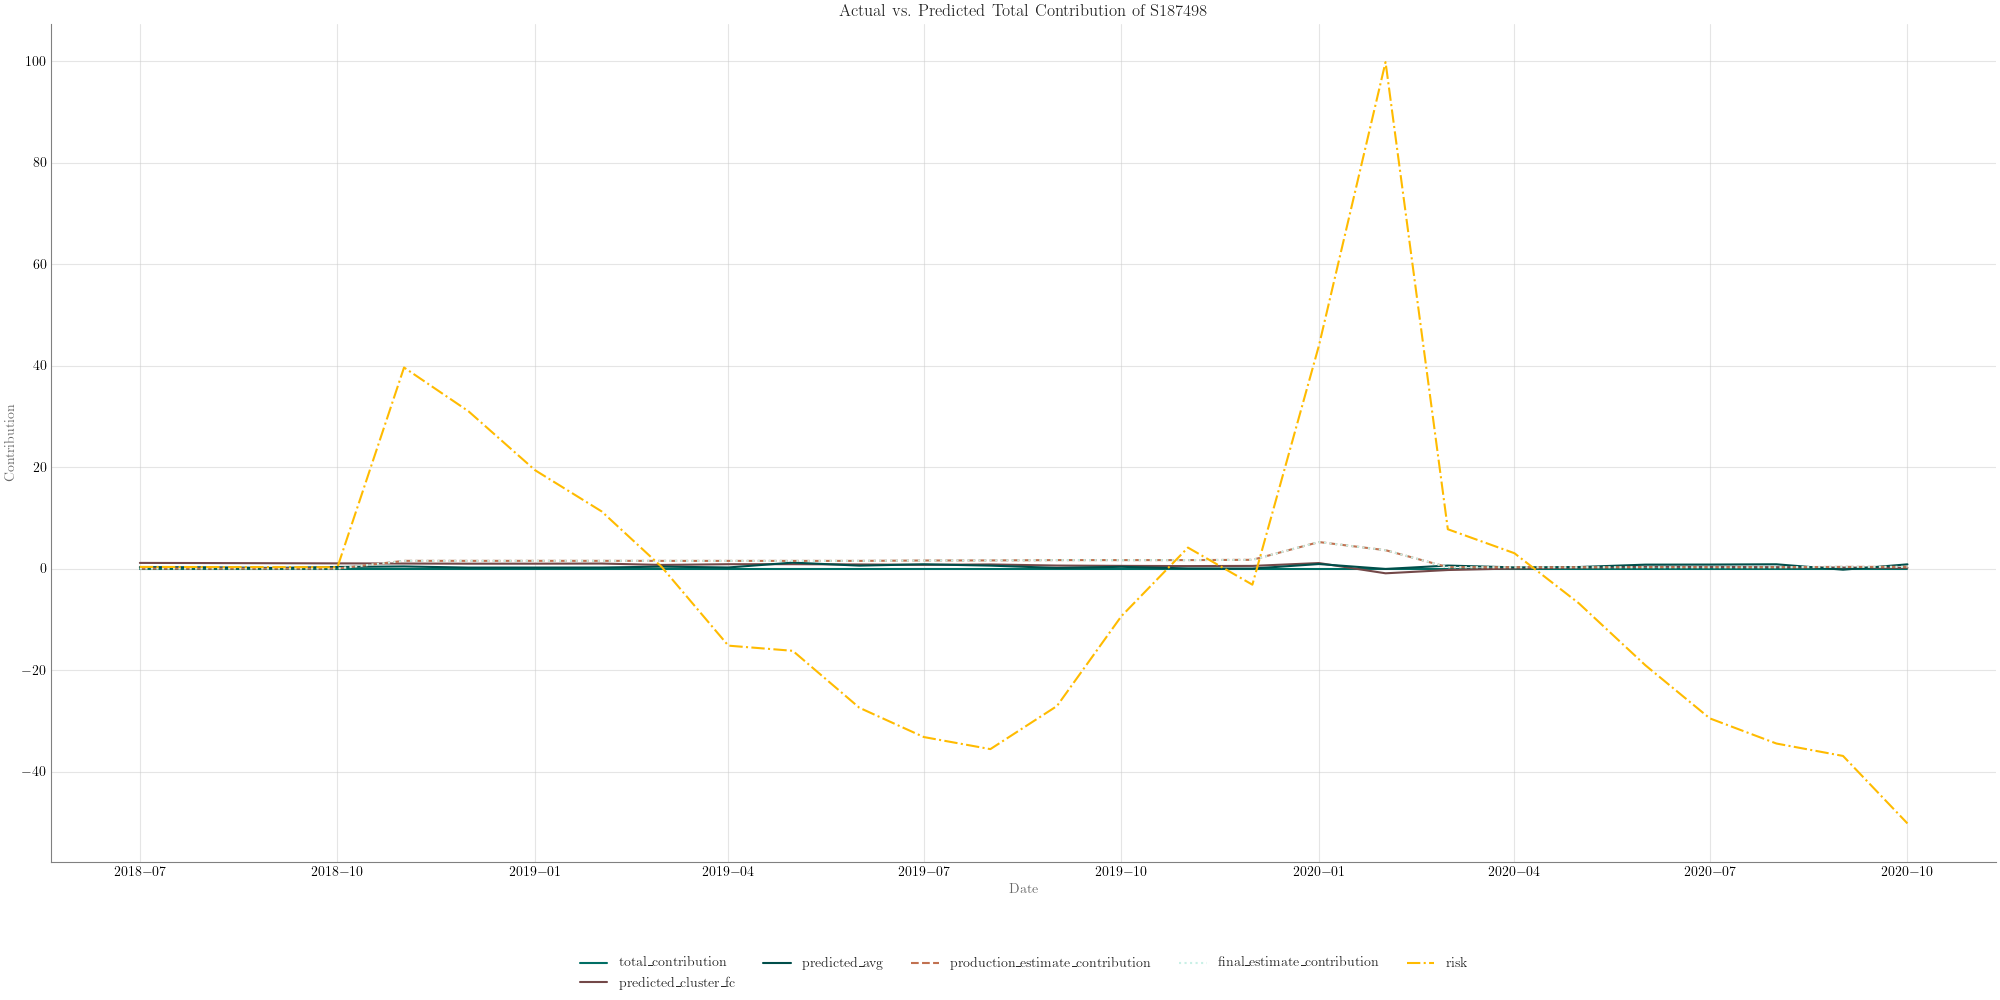 Actual vs. Predicted Total Contribution of S187498
100
80
60
40
20
0
−20
−40
Contribution
2018−07 2018−10 2019−01 2019−04 2019−07 2019−10 2020−01 2020−04 2020−07 2020−10
Date
total_contribution predicted_avg production_estimate_contribution final_estimate_contribution risk
predicted_cluster_fc